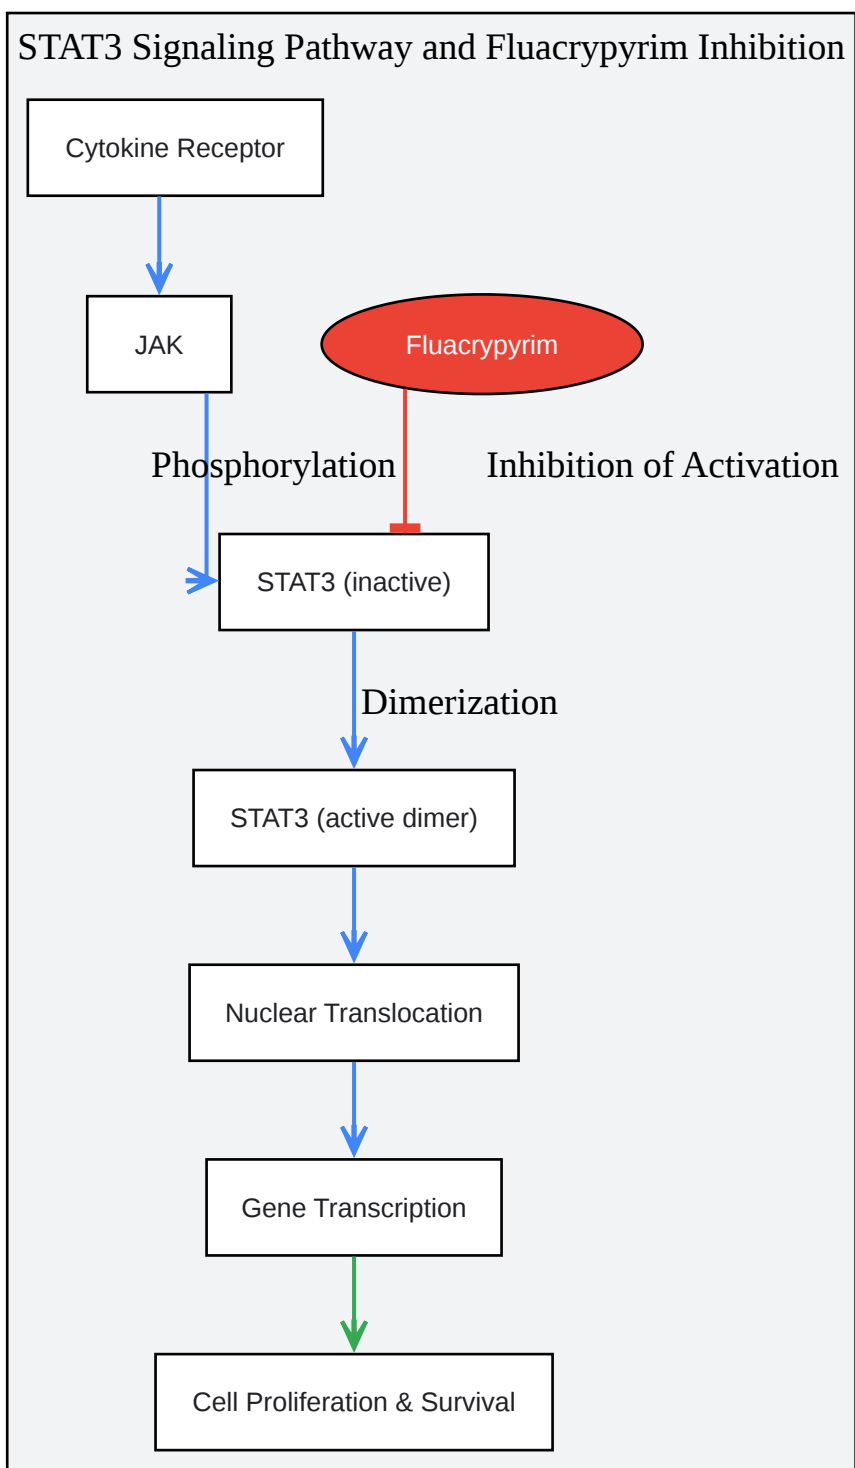 STAT3 Signaling Pathway and Fluacrypyrim Inhibition
Cytokine Receptor
JAK
Fluacrypyrim
Phosphorylation
Inhibition of Activation
STAT3 (inactive)
Dimerization
STAT3 (active dimer)
Nuclear Translocation
Gene Transcription
Cell Proliferation & Survival